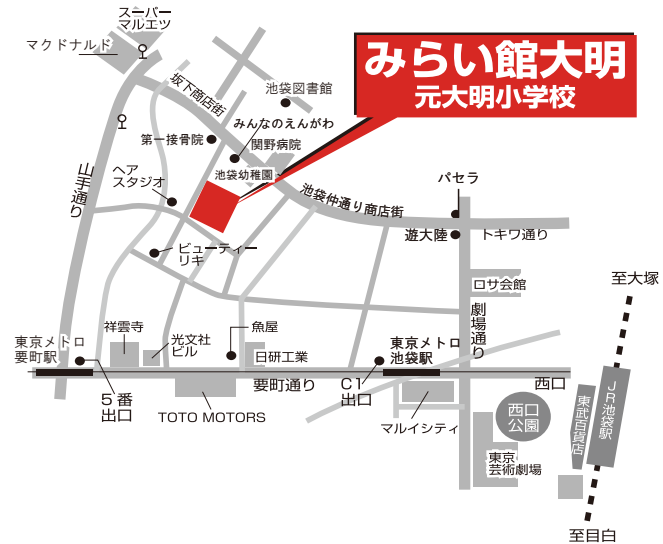 スーパー
マルエツ
マクドナルド
坂下商店街
池袋図書館
みらい館大明
元大明小学校
みんなのえんがわ
第一接骨院
関野病院
池袋幼稚園
ヘア
スタジオ
山手通り
池袋仲通り商店街
パセラ
遊大陸
トキワ通り
ビューティー
リキ
ロサ会館
至大塚
劇場通り
祥雲寺
光文社
ビル
魚屋
日研工業
東京メトロ
要町駅
東京メトロ
池袋駅
5番
出口
要町通り
C1
出口
西口
TOTO MOTORS
マルイシティ
西口
公園
JR池袋駅
東武百貨店
東京
芸術劇場
至目白